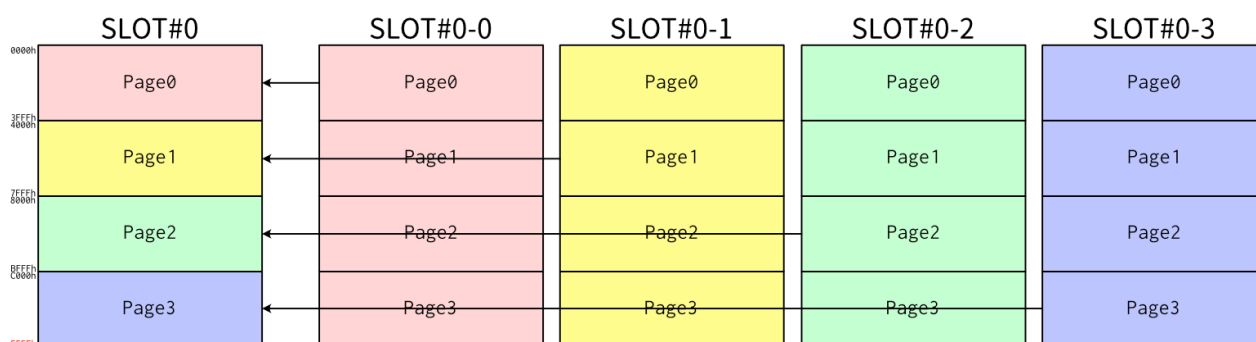 SLOT#0 SLOT#0-0 SLOT#0-1 SLOT#0-2 SLOT#0-3
0000h
Page0 Page0 Page0 Page0 Page0
3FFFh
4000h
Page1 Page1 Page1 Page1 Page1
7FFFh
8000h
Page2 Page2 Page2 Page2 Page2
BFFFh
C000h
Page3 Page3 Page3 Page3 Page3